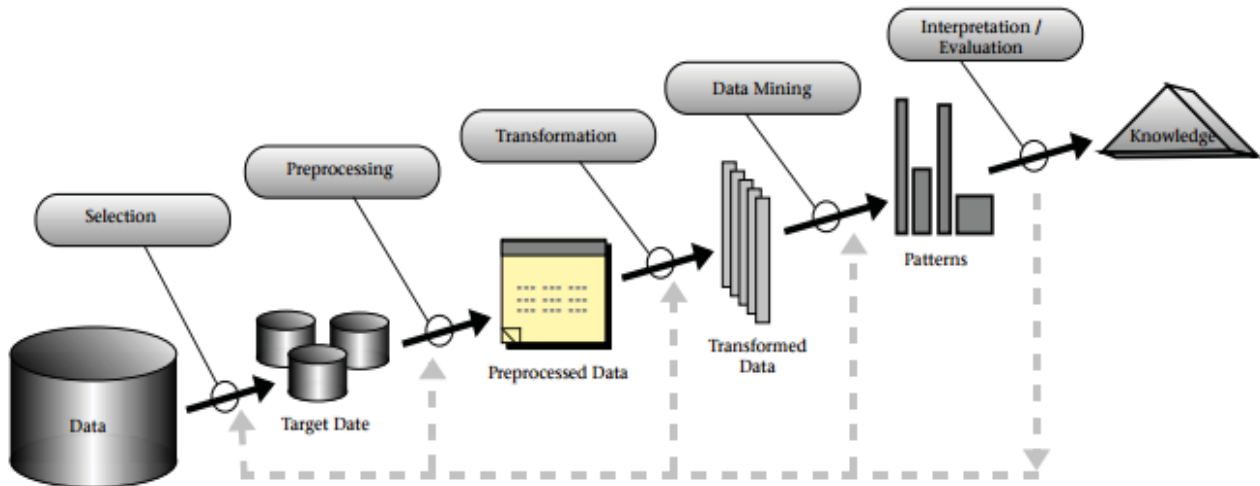 Interpretation /
Evaluation
Data Mining
Transformation
Preprocessing
Selection
Knowledge
Patterns
Transformed
Data
Preprocessed Data
Target Date
Data